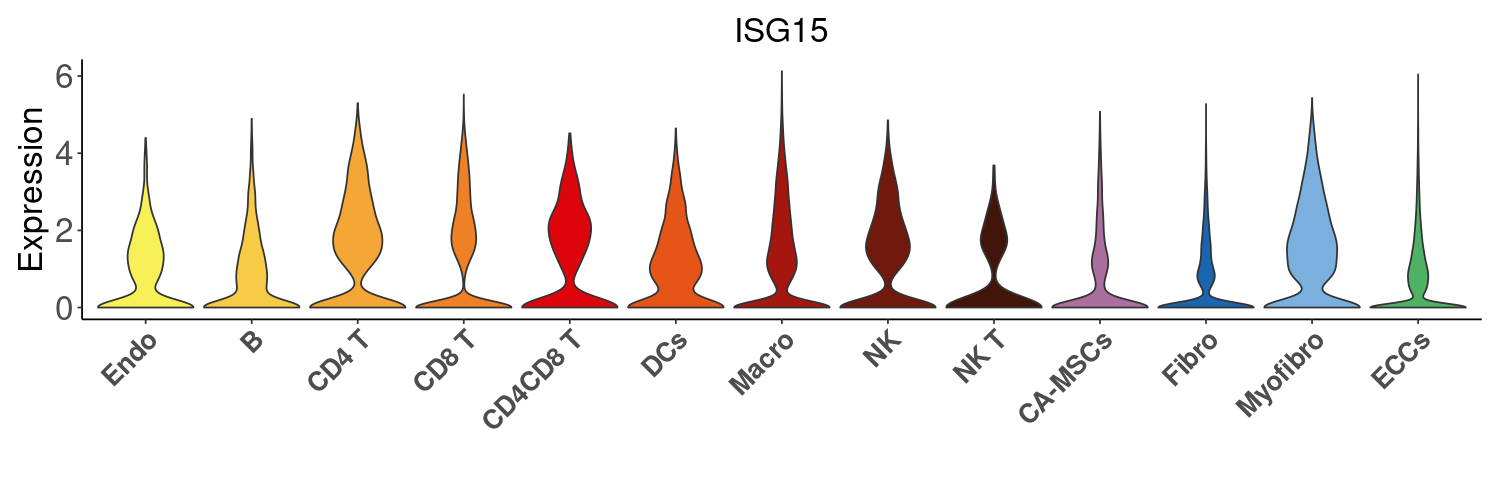 ISG15
Expression
6
4
2
0
Endo
B
CD4 T
CD8 T
CD4CD8 T
DCs
Macro
NK
NK T
CA-MSCs
Fibro
Myofibro
ECCs